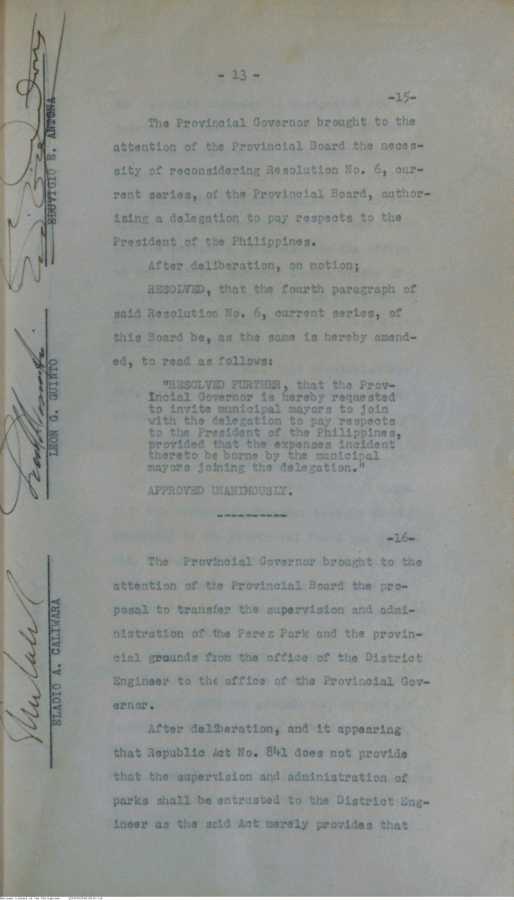 - 13 -
-15-
The Provincial Governor brought to the
attention of the Provincial Board the neces-
sity of reconsidering Resolution No. 6, cur-
rent series, of the Provincial Board, author-
izing a delegation to pay respects to the
President of the Philippines.
After deliberation, on motion;
RESOLVED, that the fourth paragraph of
said Resolution No. 6, current series, of
this Board be, as the same is hereby amend-
ed, to read as follows:
"RESOLVED FURTHER, that the Prov-
incial Governor is hereby requested
to invite municipal mayors to join
with the delegation to pay respects
to the President of the Philippines,
provided that the expenses incident
thereto be borne by the municipal
mayors joining the delegation."
APPROVED UNANIMOUSLY.
-----------
-16-
The Provincial Governor brought to the
attention of the Provincial Board the pro-
posal to transfer the supervision and admi-
nistration of the Perez Park and the provin-
cial grounds from the office of the District
Engineer to the office of the Provincial Gov-
ernor.
After deliberation, and it appearing
that Republic Act No. 841 does not provide
that the supervision and administration of
parks shall be entrusted to the District Eng-
ineer as the said Act merely provides that
EDUVIGIO E. ANTONA
LEON G. GUINTO
ELADIO A. CALIWARA